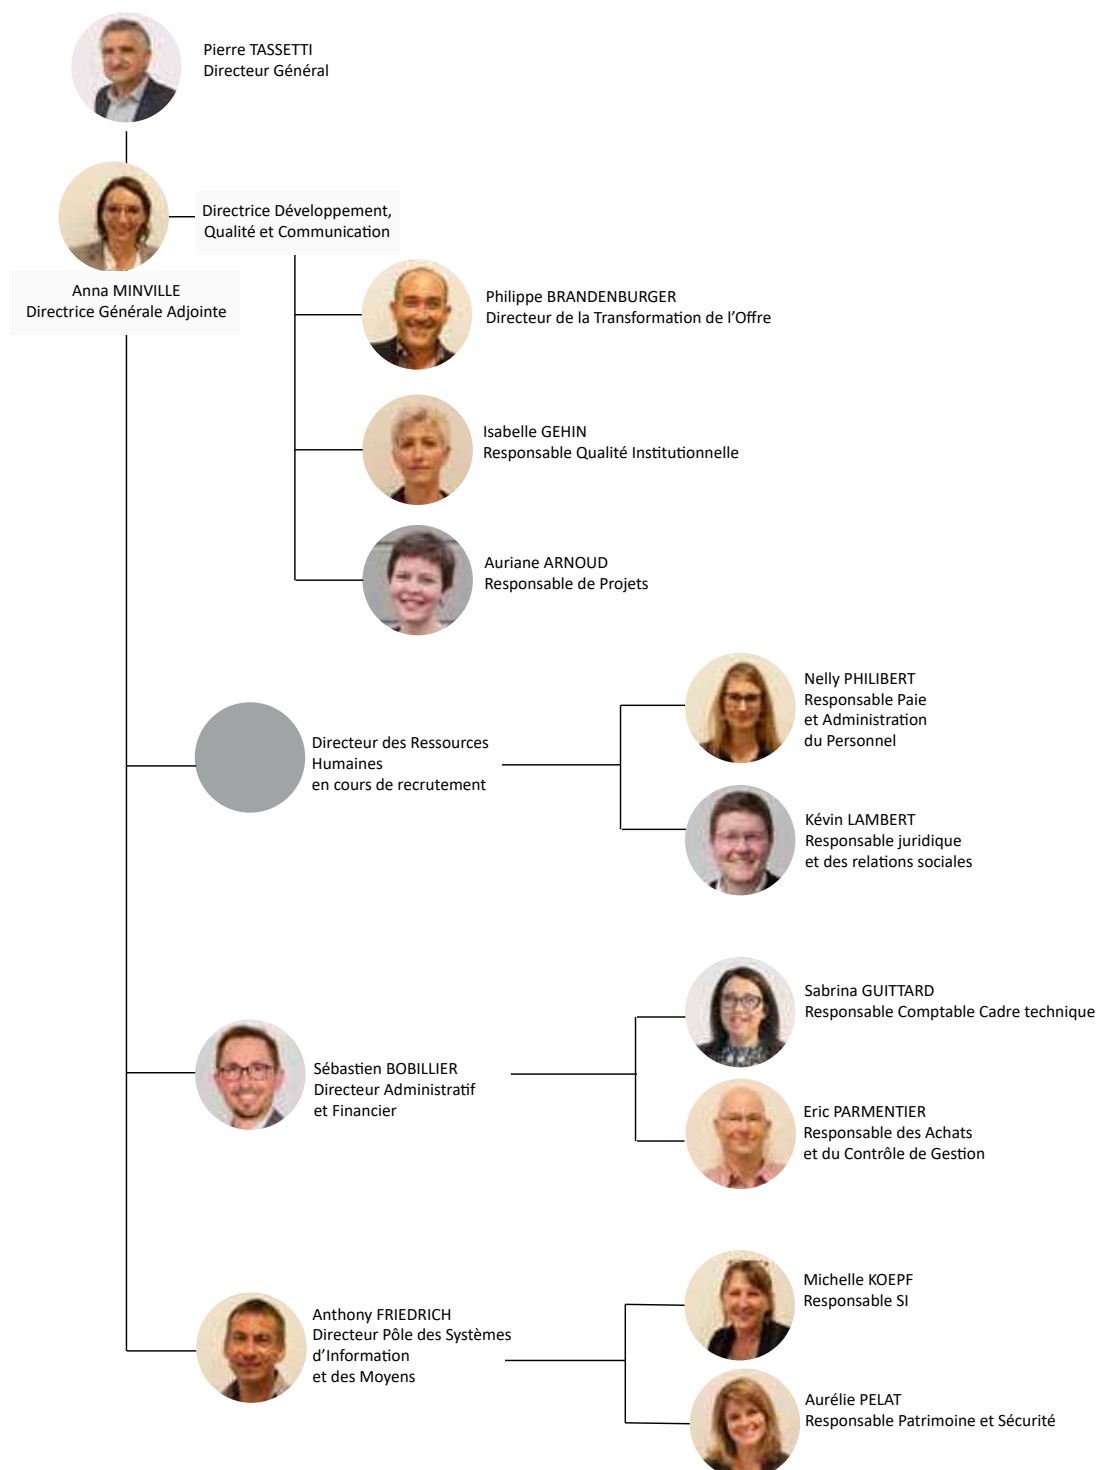 Pierre TASSETTI
Directeur Général
Directrice Développement,
Qualité et Communication
Anna MINVILLE
Directrice Générale Adjointe
Philippe BRANDENBURGER
Directeur de la Transformation de l’Offre
Isabelle GEHIN
Responsable Qualité Institutionnelle
Auriane ARNOUD
Responsable de Projets
Nelly PHILIBERT
Responsable Paie
et Administration
du Personnel
Directeur des Ressources
Humaines
en cours de recrutement
Kévin LAMBERT
Responsable juridique
et des relations sociales
Sabrina GUITTARD
Responsable Comptable Cadre technique
Sébastien BOBILLIER
Directeur Administratif
et Financier
Eric PARMENTIER
Responsable des Achats
et du Contrôle de Gestion
Michelle KOEPF
Responsable SI
Anthony FRIEDRICH
Directeur Pôle des Systèmes
d’Information
et des Moyens
Aurélie PELAT
Responsable Patrimoine et Sécurité